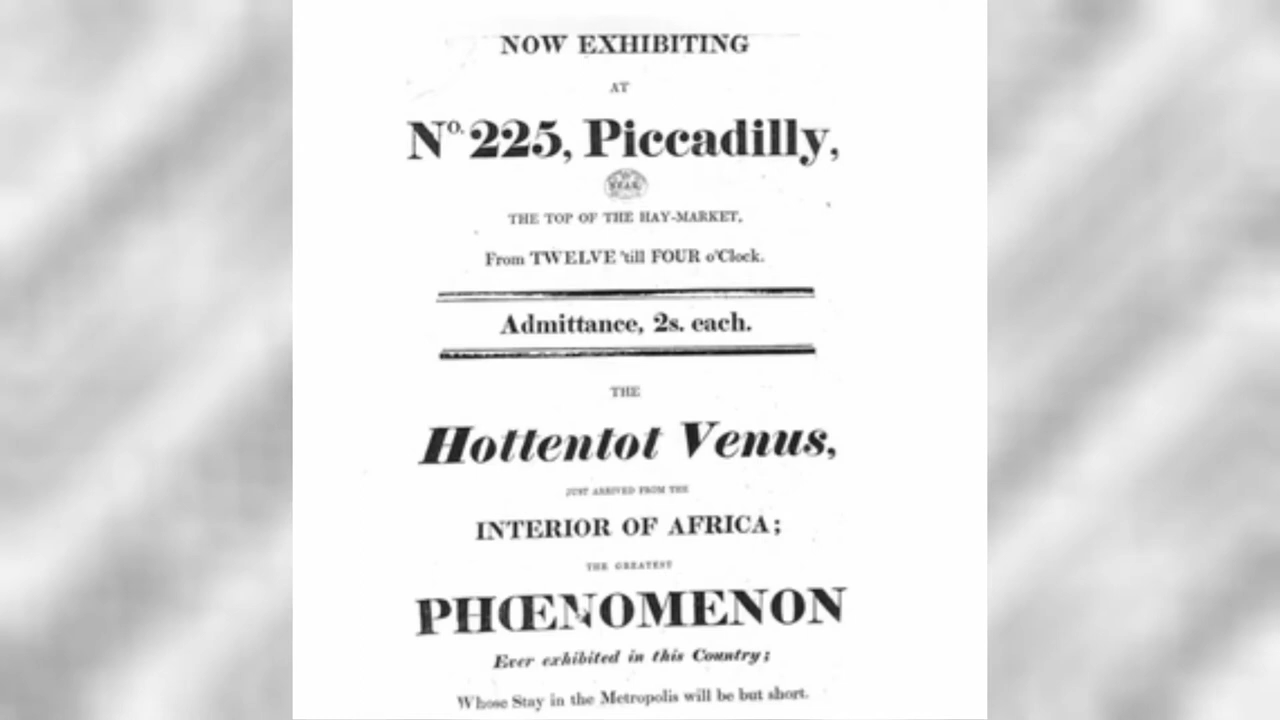 NOW EXHIBITING
AT
No. 225, Piccadilly,
THE TOP OF THE HAY-MARKET,
From TWELVE 'till FOUR o'Clock.
Admittance, 2s. each.
THE
Hottentot Venus,
JUST ARRIVED FROM THE
INTERIOR OF AFRICA;
THE GREATEST
PHŒNOMENON
Ever exhibited in this Country;
Whose Stay in the Metropolis will be but short.